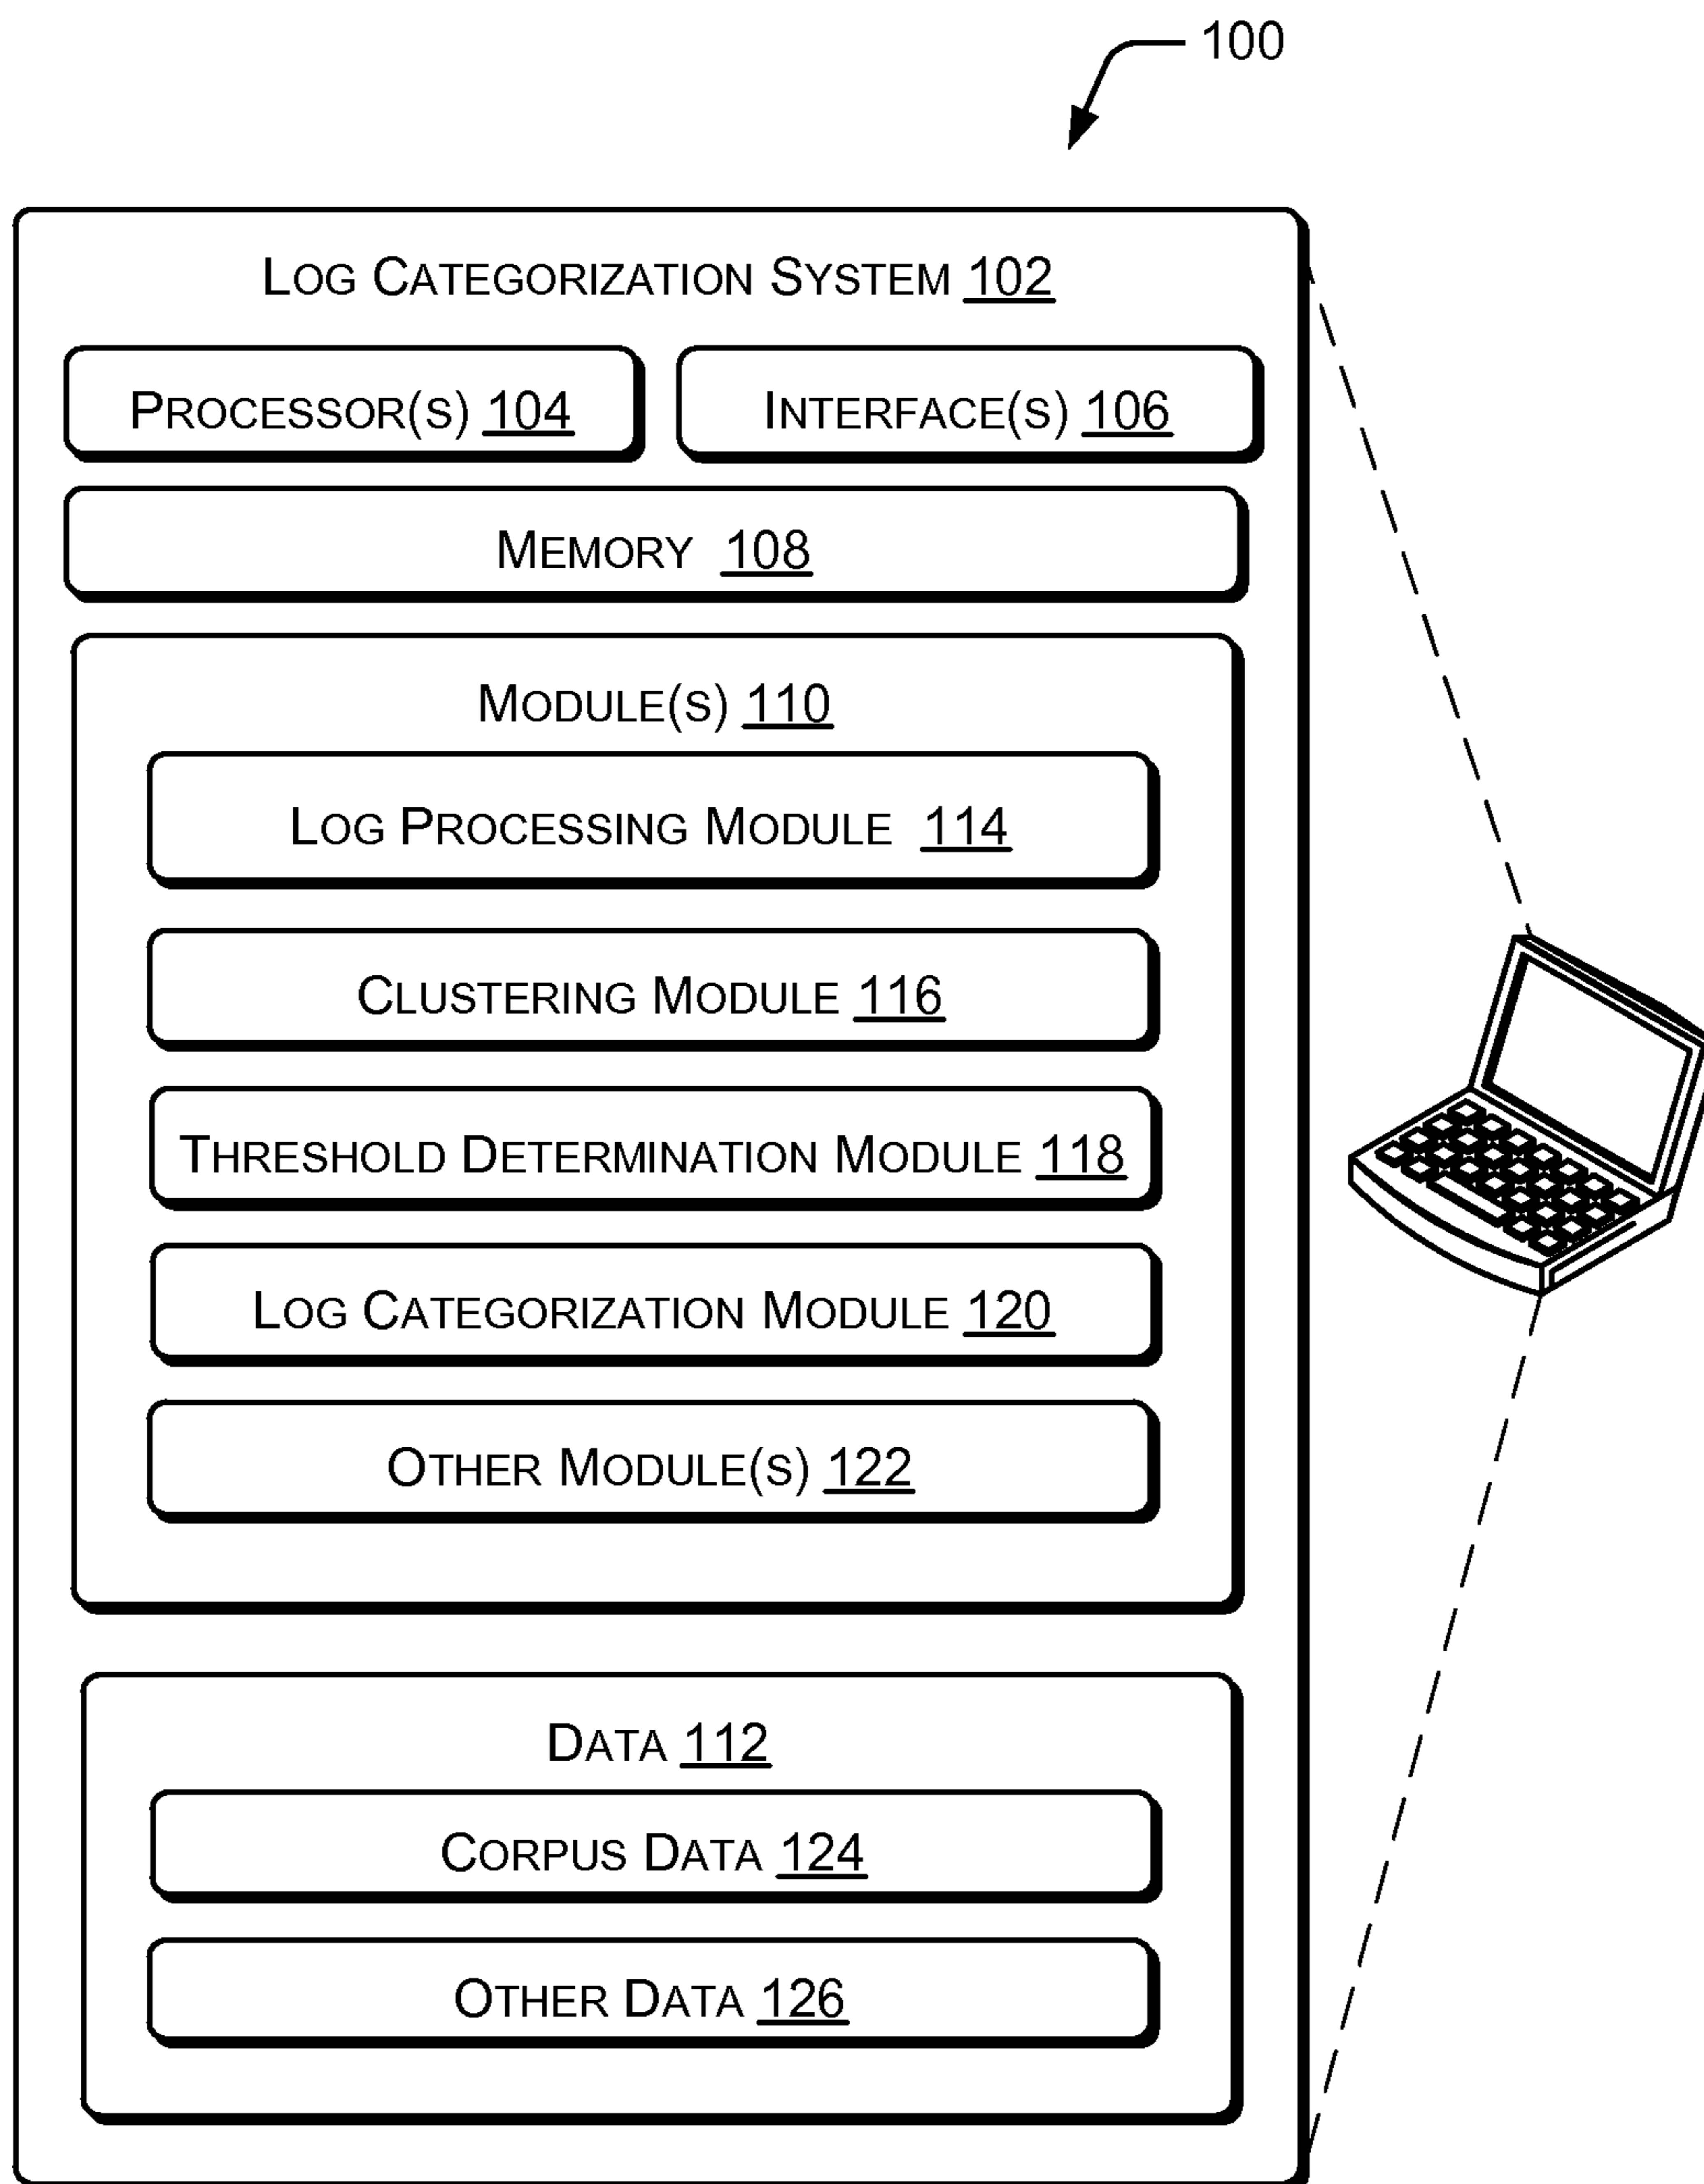 100
LOG CATEGORIZATION SYSTEM 102
PROCESSOR(S) 104
INTERFACE(S) 106
MEMORY 108
MODULE(S) 110
LOG PROCESSING MODULE 114
CLUSTERING MODULE 116
THRESHOLD DETERMINATION MODULE 118
LOG CATEGORIZATION MODULE 120
OTHER MODULE(S) 122
DATA 112
CORPUS DATA 124
OTHER DATA 126